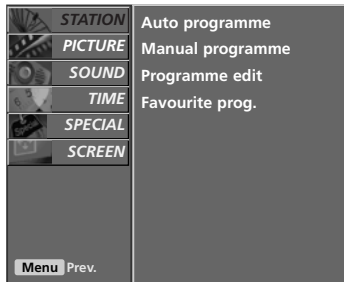 STATION
PICTURE
SOUND
TIME
SPECIAL
SCREEN
Menu Prev.
Auto programme
Manual programme
Programme edit
Favourite prog.